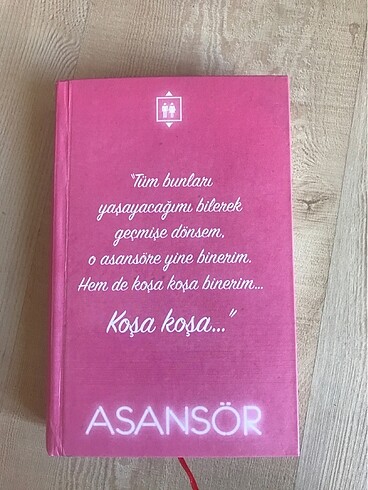 "Tüm bunları
yaşayacağımı bilerek
geçmişe dönsem,
o asansöre yine binerim.
Hem de koşa koşa binerim...
Koşa koşa..."
ASANSÖR